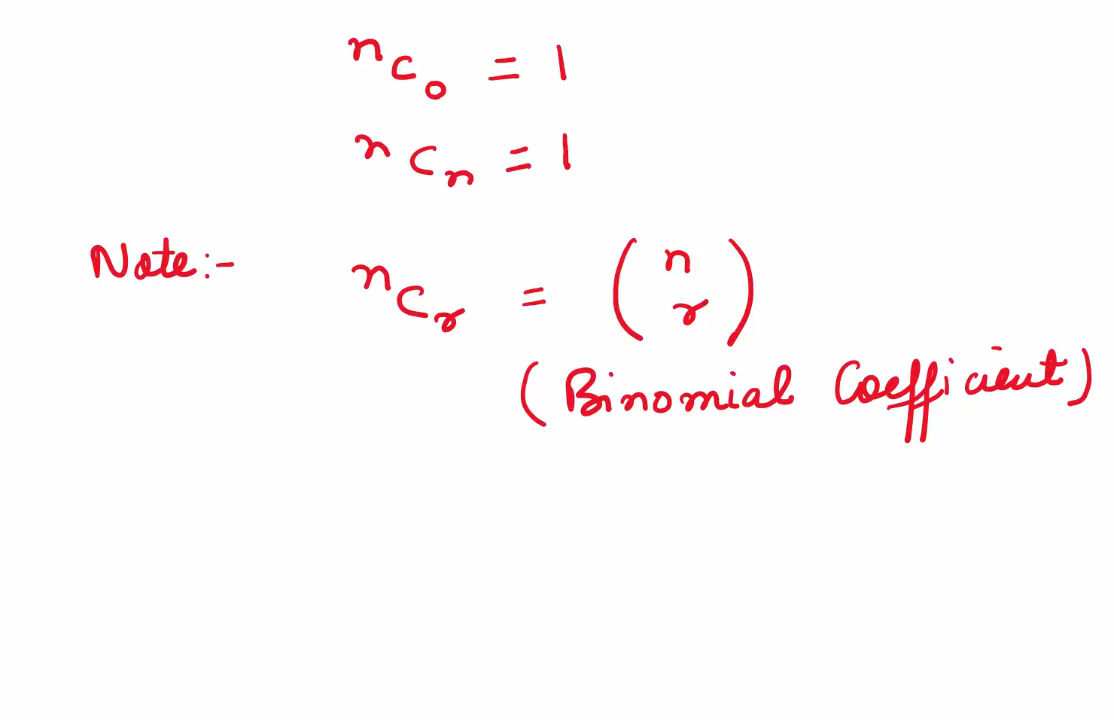 ⁿC₀ = 1
ⁿCₙ = 1
Note:- ⁿCᵣ = (n r)
(Binomial Coefficient)